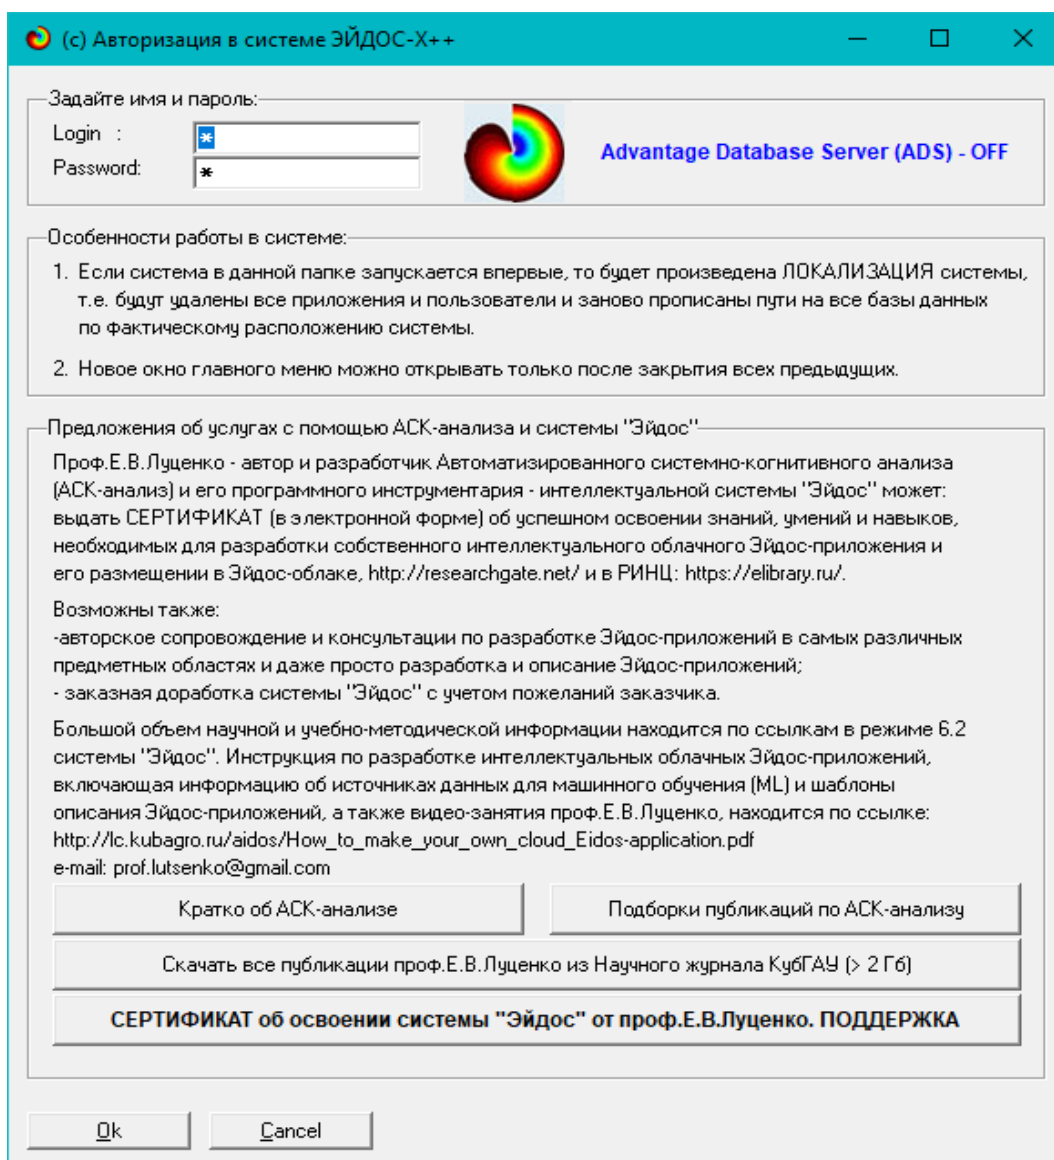 (c) Авторизация в системе ЭЙДОС-X++
Задайте имя и пароль:
Login :
*
Password:
*
Advantage Database Server (ADS) - OFF
Особенности работы в системе:
1. Если система в данной папке запускается впервые, то будет произведена ЛОКАЛИЗАЦИЯ системы,
т.е. будут удалены все приложения и пользователи и заново прописаны пути на все базы данных
по фактическому расположению системы.
2. Новое окно главного меню можно открывать только после закрытия всех предыдущих.
Предложения об услугах с помощью АСК-анализа и системы "Эйдос"
Проф.Е.В.Луценко - автор и разработчик Автоматизированного системно-когнитивного анализа
(АСК-анализ) и его программного инструментария - интеллектуальной системы "Эйдос" может:
выдать СЕРТИФИКАТ (в электронной форме) об успешном освоении знаний, умений и навыков,
необходимых для разработки собственного интеллектуального облачного Эйдос-приложения и
его размещении в Эйдос-облаке, http://researchgate.net/ и в РИНЦ: https://elibrary.ru/.
Возможны также:
-авторское сопровождение и консультации по разработке Эйдос-приложений в самых различных
предметных областях и даже просто разработка и описание Эйдос-приложений;
- заказная доработка системы "Эйдос" с учетом пожеланий заказчика.
Большой объем научной и учебно-методической информации находится по ссылкам в режиме 6.2
системы "Эйдос". Инструкция по разработке интеллектуальных облачных Эйдос-приложений,
включающая информацию об источниках данных для машинного обучения (ML) и шаблоны
описания Эйдос-приложений, а также видео-занятия проф.Е.В.Луценко, находится по ссылке:
http://lc.kubagro.ru/aidos/How_to_make_your_own_cloud_Eidos-application.pdf
e-mail: prof.lutsenko@gmail.com
Кратко об АСК-анализе
Подборки публикаций по АСК-анализу
Скачать все публикации проф.Е.В.Луценко из Научного журнала КубГАУ (> 2 Гб)
СЕРТИФИКАТ об освоении системы "Эйдос" от проф.Е.В.Луценко. ПОДДЕРЖКА
Ok
Cancel